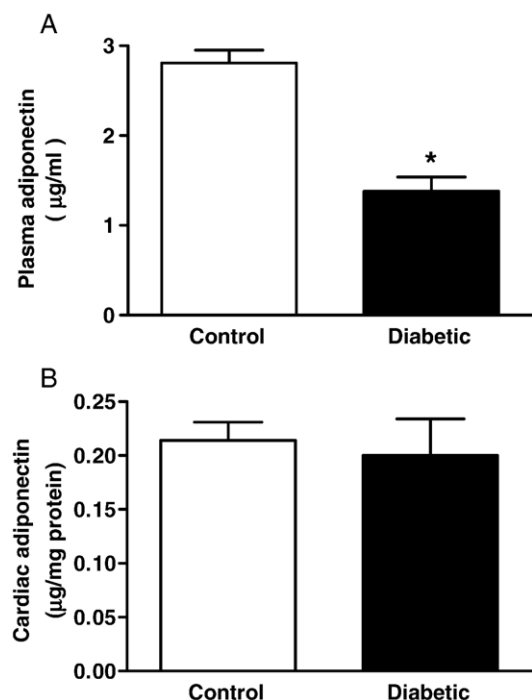 A
Plasma adiponectin
( μg/ml )
3
2
1
0
*
Control Diabetic
B
Cardiac adiponectin
(μg/mg protein)
0.25
0.20
0.15
0.10
0.05
0.00
Control Diabetic